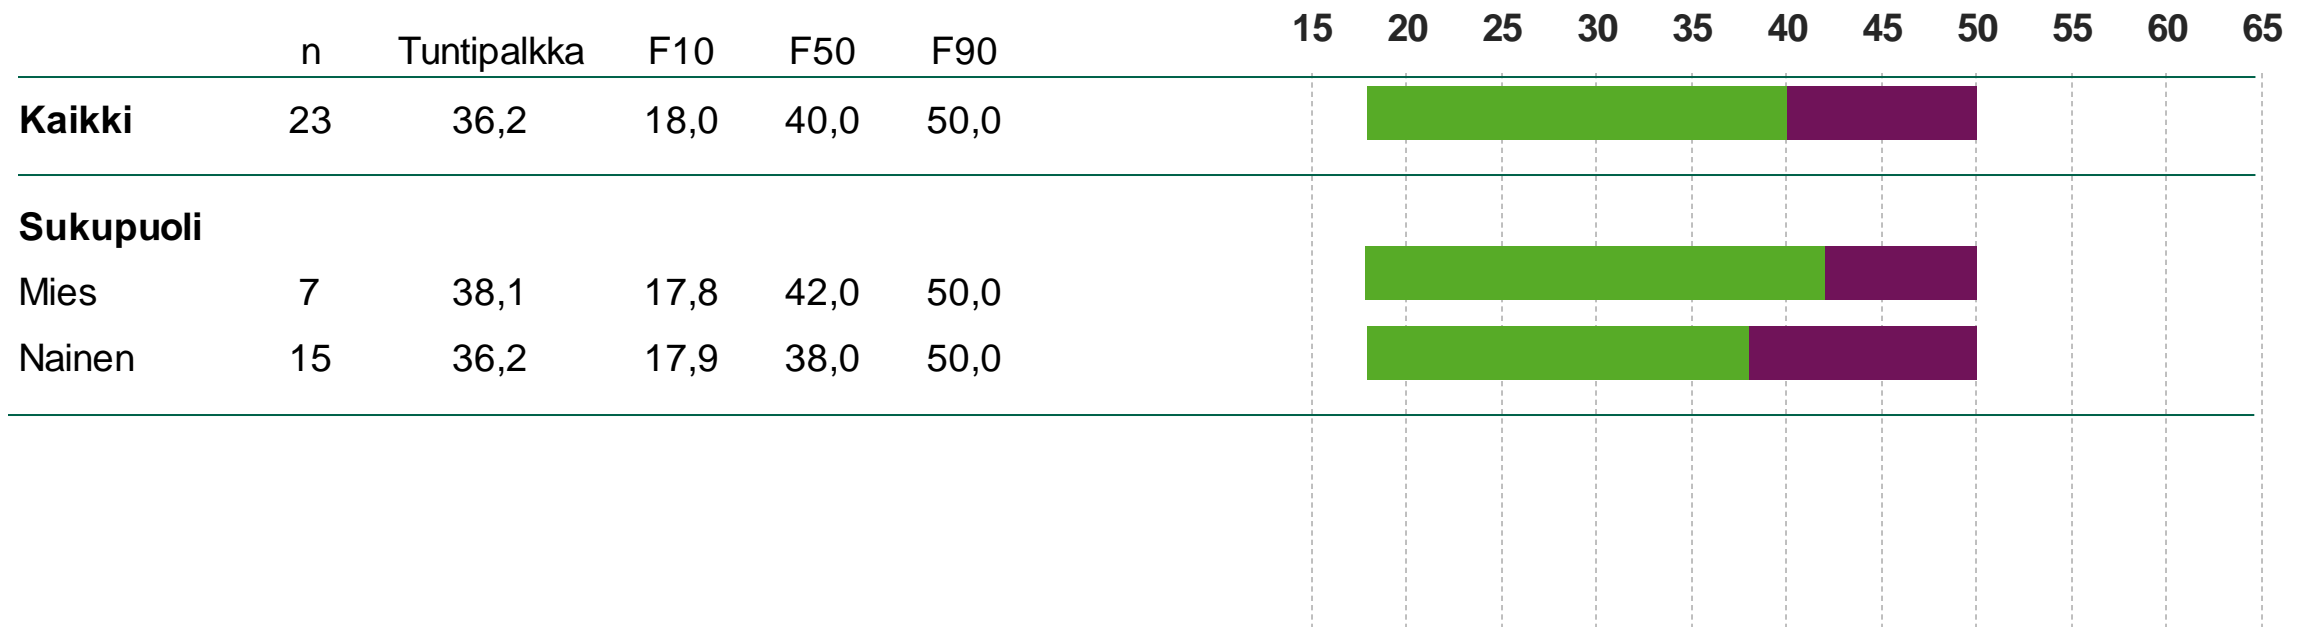 15 20 25 30 35 40 45 50 55 60 65
n Tuntipalkka F10 F50 F90
Kaikki 23 36,2 18,0 40,0 50,0
Sukupuoli
Mies 7 38,1 17,8 42,0 50,0
Nainen 15 36,2 17,9 38,0 50,0